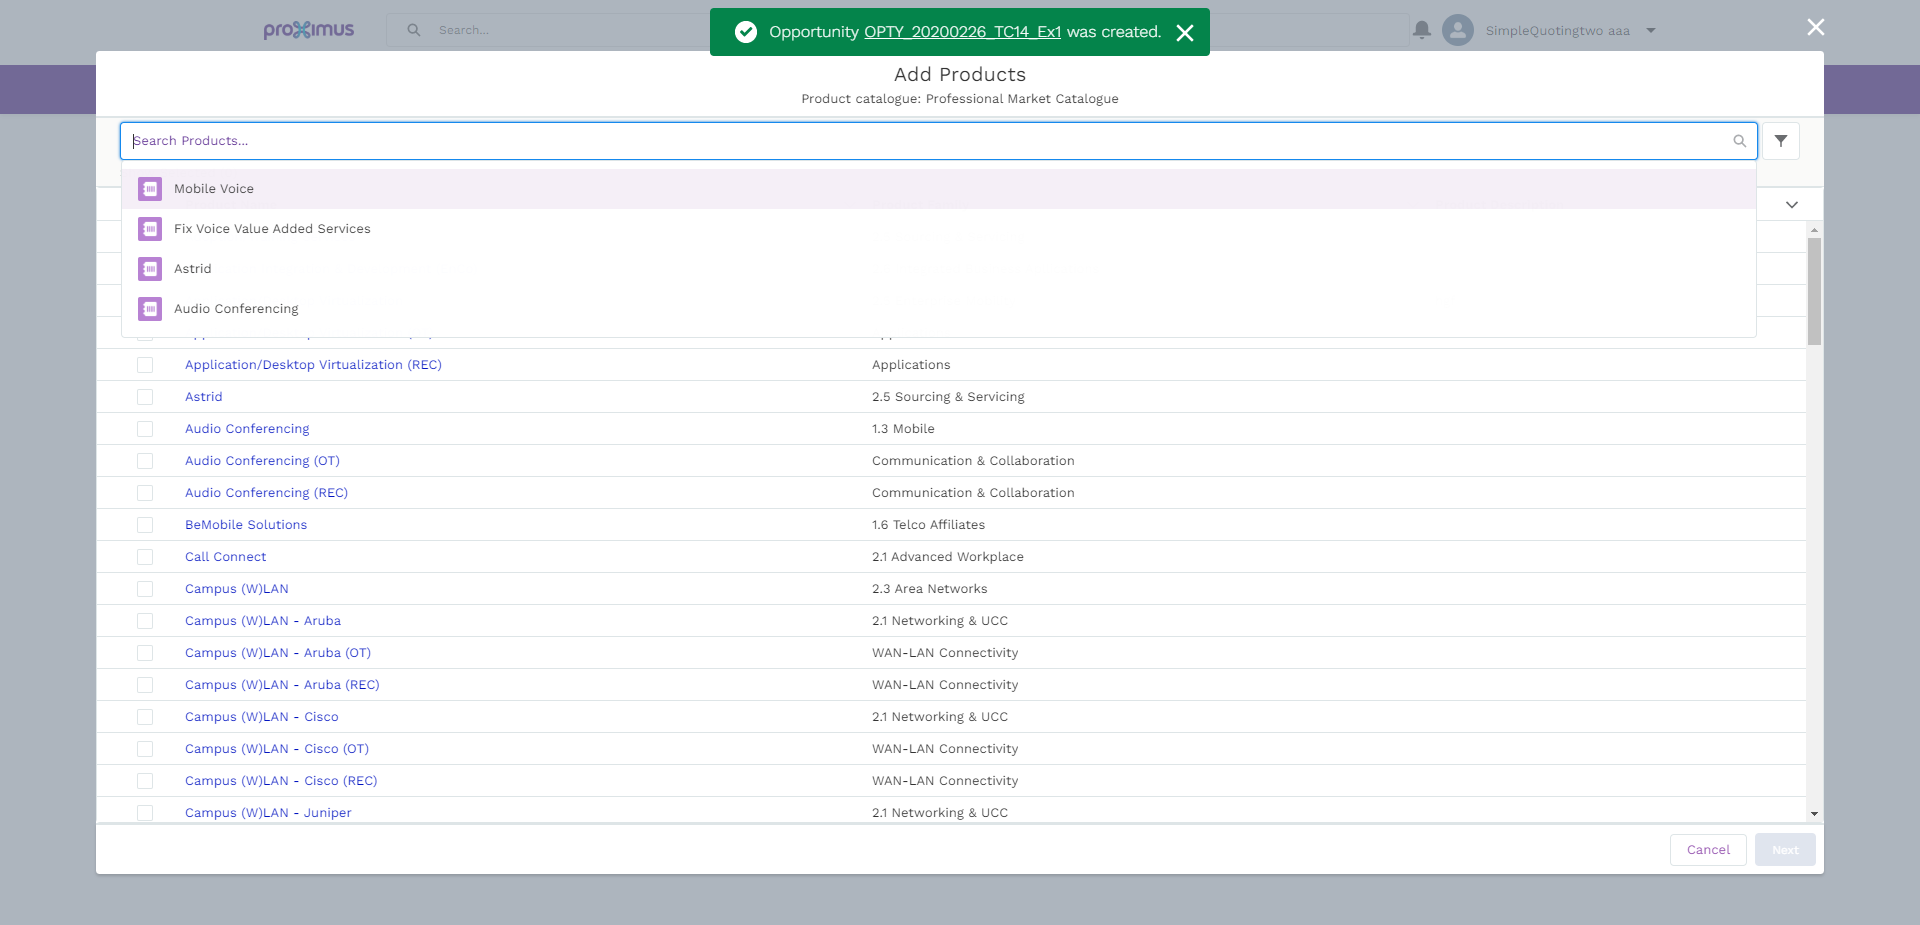 proximus
Search...
Opportunity OPTY_20200226_TC14_Ex1 was created.
SimpleQuotingtwo aaa
Add Products
Product catalogue: Professional Market Catalogue
Search Products...
Mobile Voice
Fix Voice Value Added Services
Astrid
Audio Conferencing
Application/Desktop Virtualization (REC) Applications
Astrid 2.5 Sourcing & Servicing
Audio Conferencing 1.3 Mobile
Audio Conferencing (OT) Communication & Collaboration
Audio Conferencing (REC) Communication & Collaboration
BeMobile Solutions 1.6 Telco Affiliates
Call Connect 2.1 Advanced Workplace
Campus (W)LAN 2.3 Area Networks
Campus (W)LAN - Aruba 2.1 Networking & UCC
Campus (W)LAN - Aruba (OT) WAN-LAN Connectivity
Campus (W)LAN - Aruba (REC) WAN-LAN Connectivity
Campus (W)LAN - Cisco 2.1 Networking & UCC
Campus (W)LAN - Cisco (OT) WAN-LAN Connectivity
Campus (W)LAN - Cisco (REC) WAN-LAN Connectivity
Campus (W)LAN - Juniper 2.1 Networking & UCC
Cancel Next